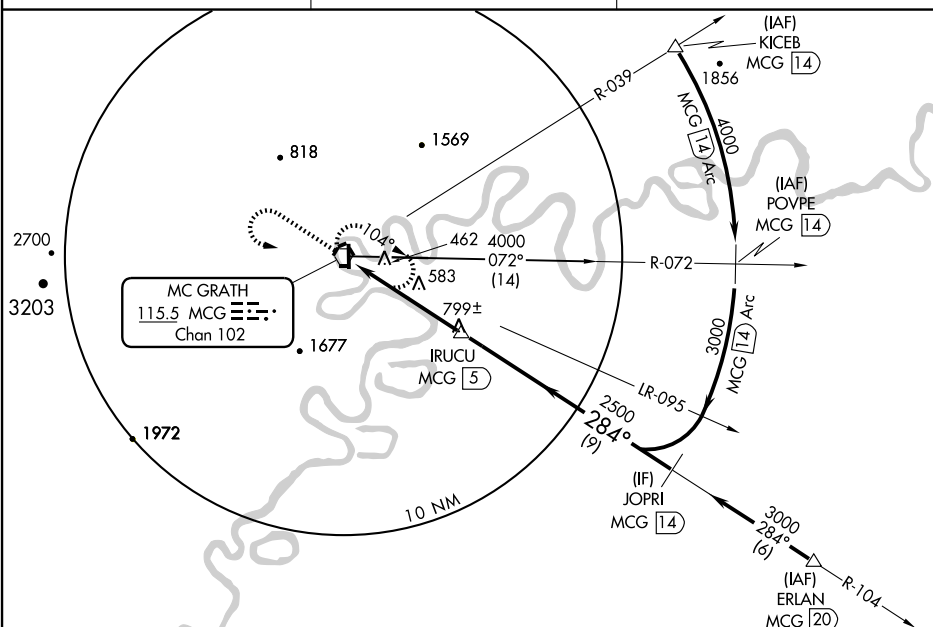 (IAF)
KICEB
MCG 14
1856
R-039
MCG 14 Arc
4000
1569
818
(IAF)
POVPE
MCG 14
104°
462
4000
072°
(14)
R-072
2700
3203
583
MC GRATH
115.5 MCG
Chan 102
799±
3000
MCG 14 Arc
1677
IRUCU
MCG 5
LR-095
2500
284°
(9)
1972
(IF)
JOPRI
MCG 14
10 NM
3000
284°
(6)
(IAF)
ERLAN
MCG 20
R-104